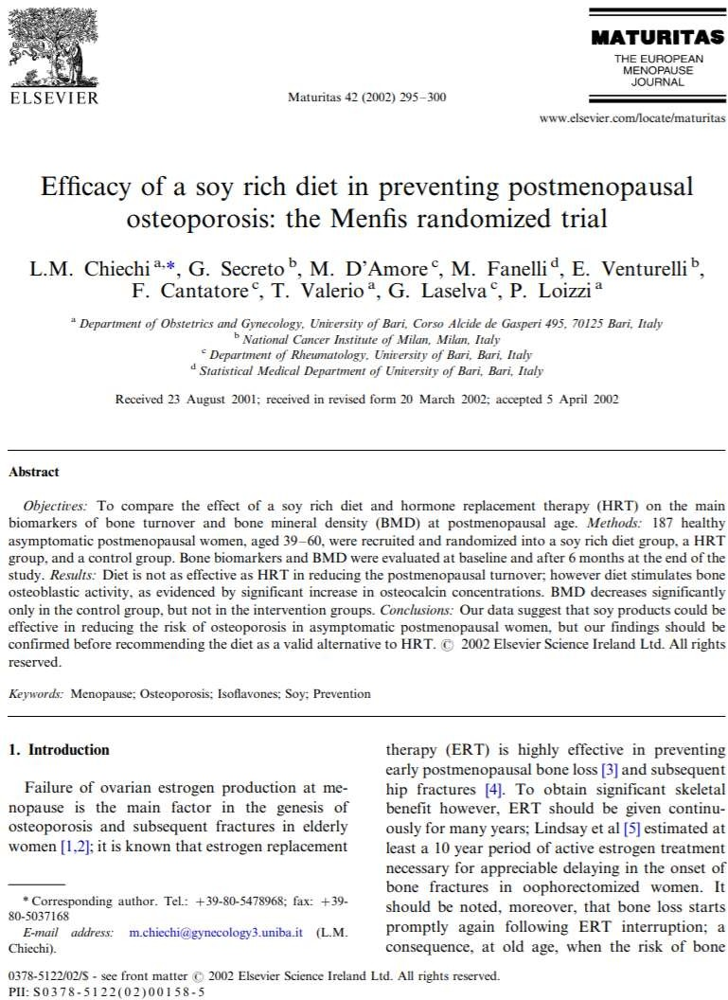 ELSEVIER
Maturitas 42 (2002) 295–300
MATURITAS
THE EUROPEAN
MENOPAUSE
JOURNAL
www.elsevier.com/locate/maturitas
Efficacy of a soy rich diet in preventing postmenopausal
osteoporosis: the Menfis randomized trial
L.M. Chiechi a,*, G. Secreto b, M. D'Amore c, M. Fanelli d, E. Venturelli b,
F. Cantatore c, T. Valerio a, G. Laselva c, P. Loizzi a
a Department of Obstetrics and Gynecology, University of Bari, Corso Alcide de Gasperi 495, 70125 Bari, Italy
b National Cancer Institute of Milan, Milan, Italy
c Department of Rheumatology, University of Bari, Bari, Italy
d Statistical Medical Department of University of Bari, Bari, Italy
Received 23 August 2001; received in revised form 20 March 2002; accepted 5 April 2002
Abstract
Objectives: To compare the effect of a soy rich diet and hormone replacement therapy (HRT) on the main
biomarkers of bone turnover and bone mineral density (BMD) at postmenopausal age. Methods: 187 healthy
asymptomatic postmenopausal women, aged 39–60, were recruited and randomized into a soy rich diet group, a HRT
group, and a control group. Bone biomarkers and BMD were evaluated at baseline and after 6 months at the end of the
study. Results: Diet is not as effective as HRT in reducing the postmenopausal turnover; however diet stimulates bone
osteoblastic activity, as evidenced by significant increase in osteocalcin concentrations. BMD decreases significantly
only in the control group, but not in the intervention groups. Conclusions: Our data suggest that soy products could be
effective in reducing the risk of osteoporosis in asymptomatic postmenopausal women, but our findings should be
confirmed before recommending the diet as a valid alternative to HRT. © 2002 Elsevier Science Ireland Ltd. All rights
reserved.
Keywords: Menopause; Osteoporosis; Isoflavones; Soy; Prevention
1. Introduction
Failure of ovarian estrogen production at me-
nopause is the main factor in the genesis of
osteoporosis and subsequent fractures in elderly
women [1,2]; it is known that estrogen replacement
* Corresponding author. Tel.: +39-80-5478968; fax: +39-
80-5037168
E-mail address: m.chiechi@gynecology3.uniba.it (L.M.
Chiechi).
therapy (ERT) is highly effective in preventing
early postmenopausal bone loss [3] and subsequent
hip fractures [4]. To obtain significant skeletal
benefit however, ERT should be given continu-
ously for many years; Lindsay et al [5] estimated at
least a 10 year period of active estrogen treatment
necessary for appreciable delaying in the onset of
bone fractures in oophorectomized women. It
should be noted, moreover, that bone loss starts
promptly again following ERT interruption; a
consequence, at old age, when the risk of bone
0378-5122/02/$ - see front matter © 2002 Elsevier Science Ireland Ltd. All rights reserved.
PII: S0378-5122(02)00158-5